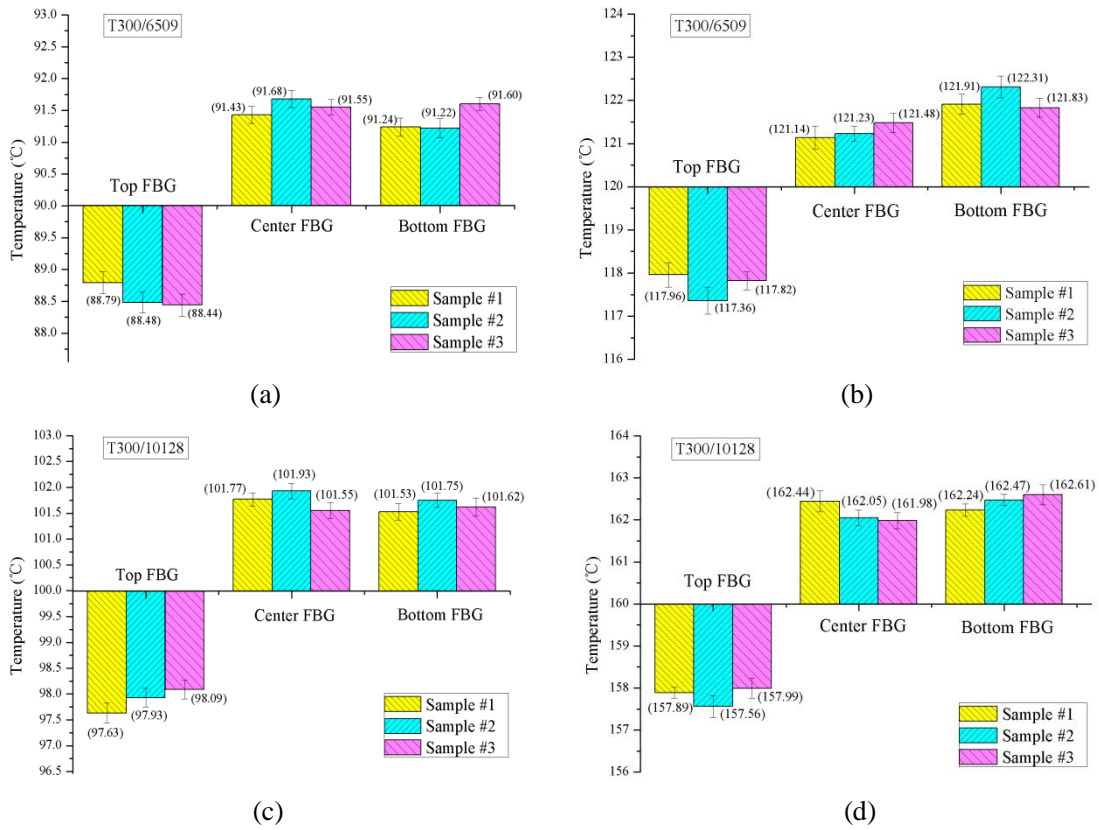 T300/6509
Temperature (℃)
93.0
92.5
92.0
91.5
91.0
90.5
90.0
89.5
89.0
88.5
88.0
Top FBG
Center FBG
Bottom FBG
(91.43)
(91.68)
(91.55)
(91.24)
(91.22)
(91.60)
(88.79)
(88.48)
(88.44)
Sample #1
Sample #2
Sample #3
(a)
T300/6509
Temperature (℃)
124
123
122
121
120
119
118
117
116
Top FBG
Center FBG
Bottom FBG
(121.14)
(121.23)
(121.48)
(121.91)
(122.31)
(121.83)
(117.96)
(117.36)
(117.82)
Sample #1
Sample #2
Sample #3
(b)
T300/10128
Temperature (℃)
103.0
102.5
102.0
101.5
101.0
100.5
100.0
99.5
99.0
98.5
98.0
97.5
97.0
96.5
Top FBG
Center FBG
Bottom FBG
(101.77)
(101.93)
(101.55)
(101.53)
(101.75)
(101.62)
(97.63)
(97.93)
(98.09)
Sample #1
Sample #2
Sample #3
(c)
T300/10128
Temperature (℃)
164
163
162
161
160
159
158
157
156
Top FBG
Center FBG
Bottom FBG
(162.44)
(162.05)
(161.98)
(162.24)
(162.47)
(162.61)
(157.89)
(157.56)
(157.99)
Sample #1
Sample #2
Sample #3
(d)